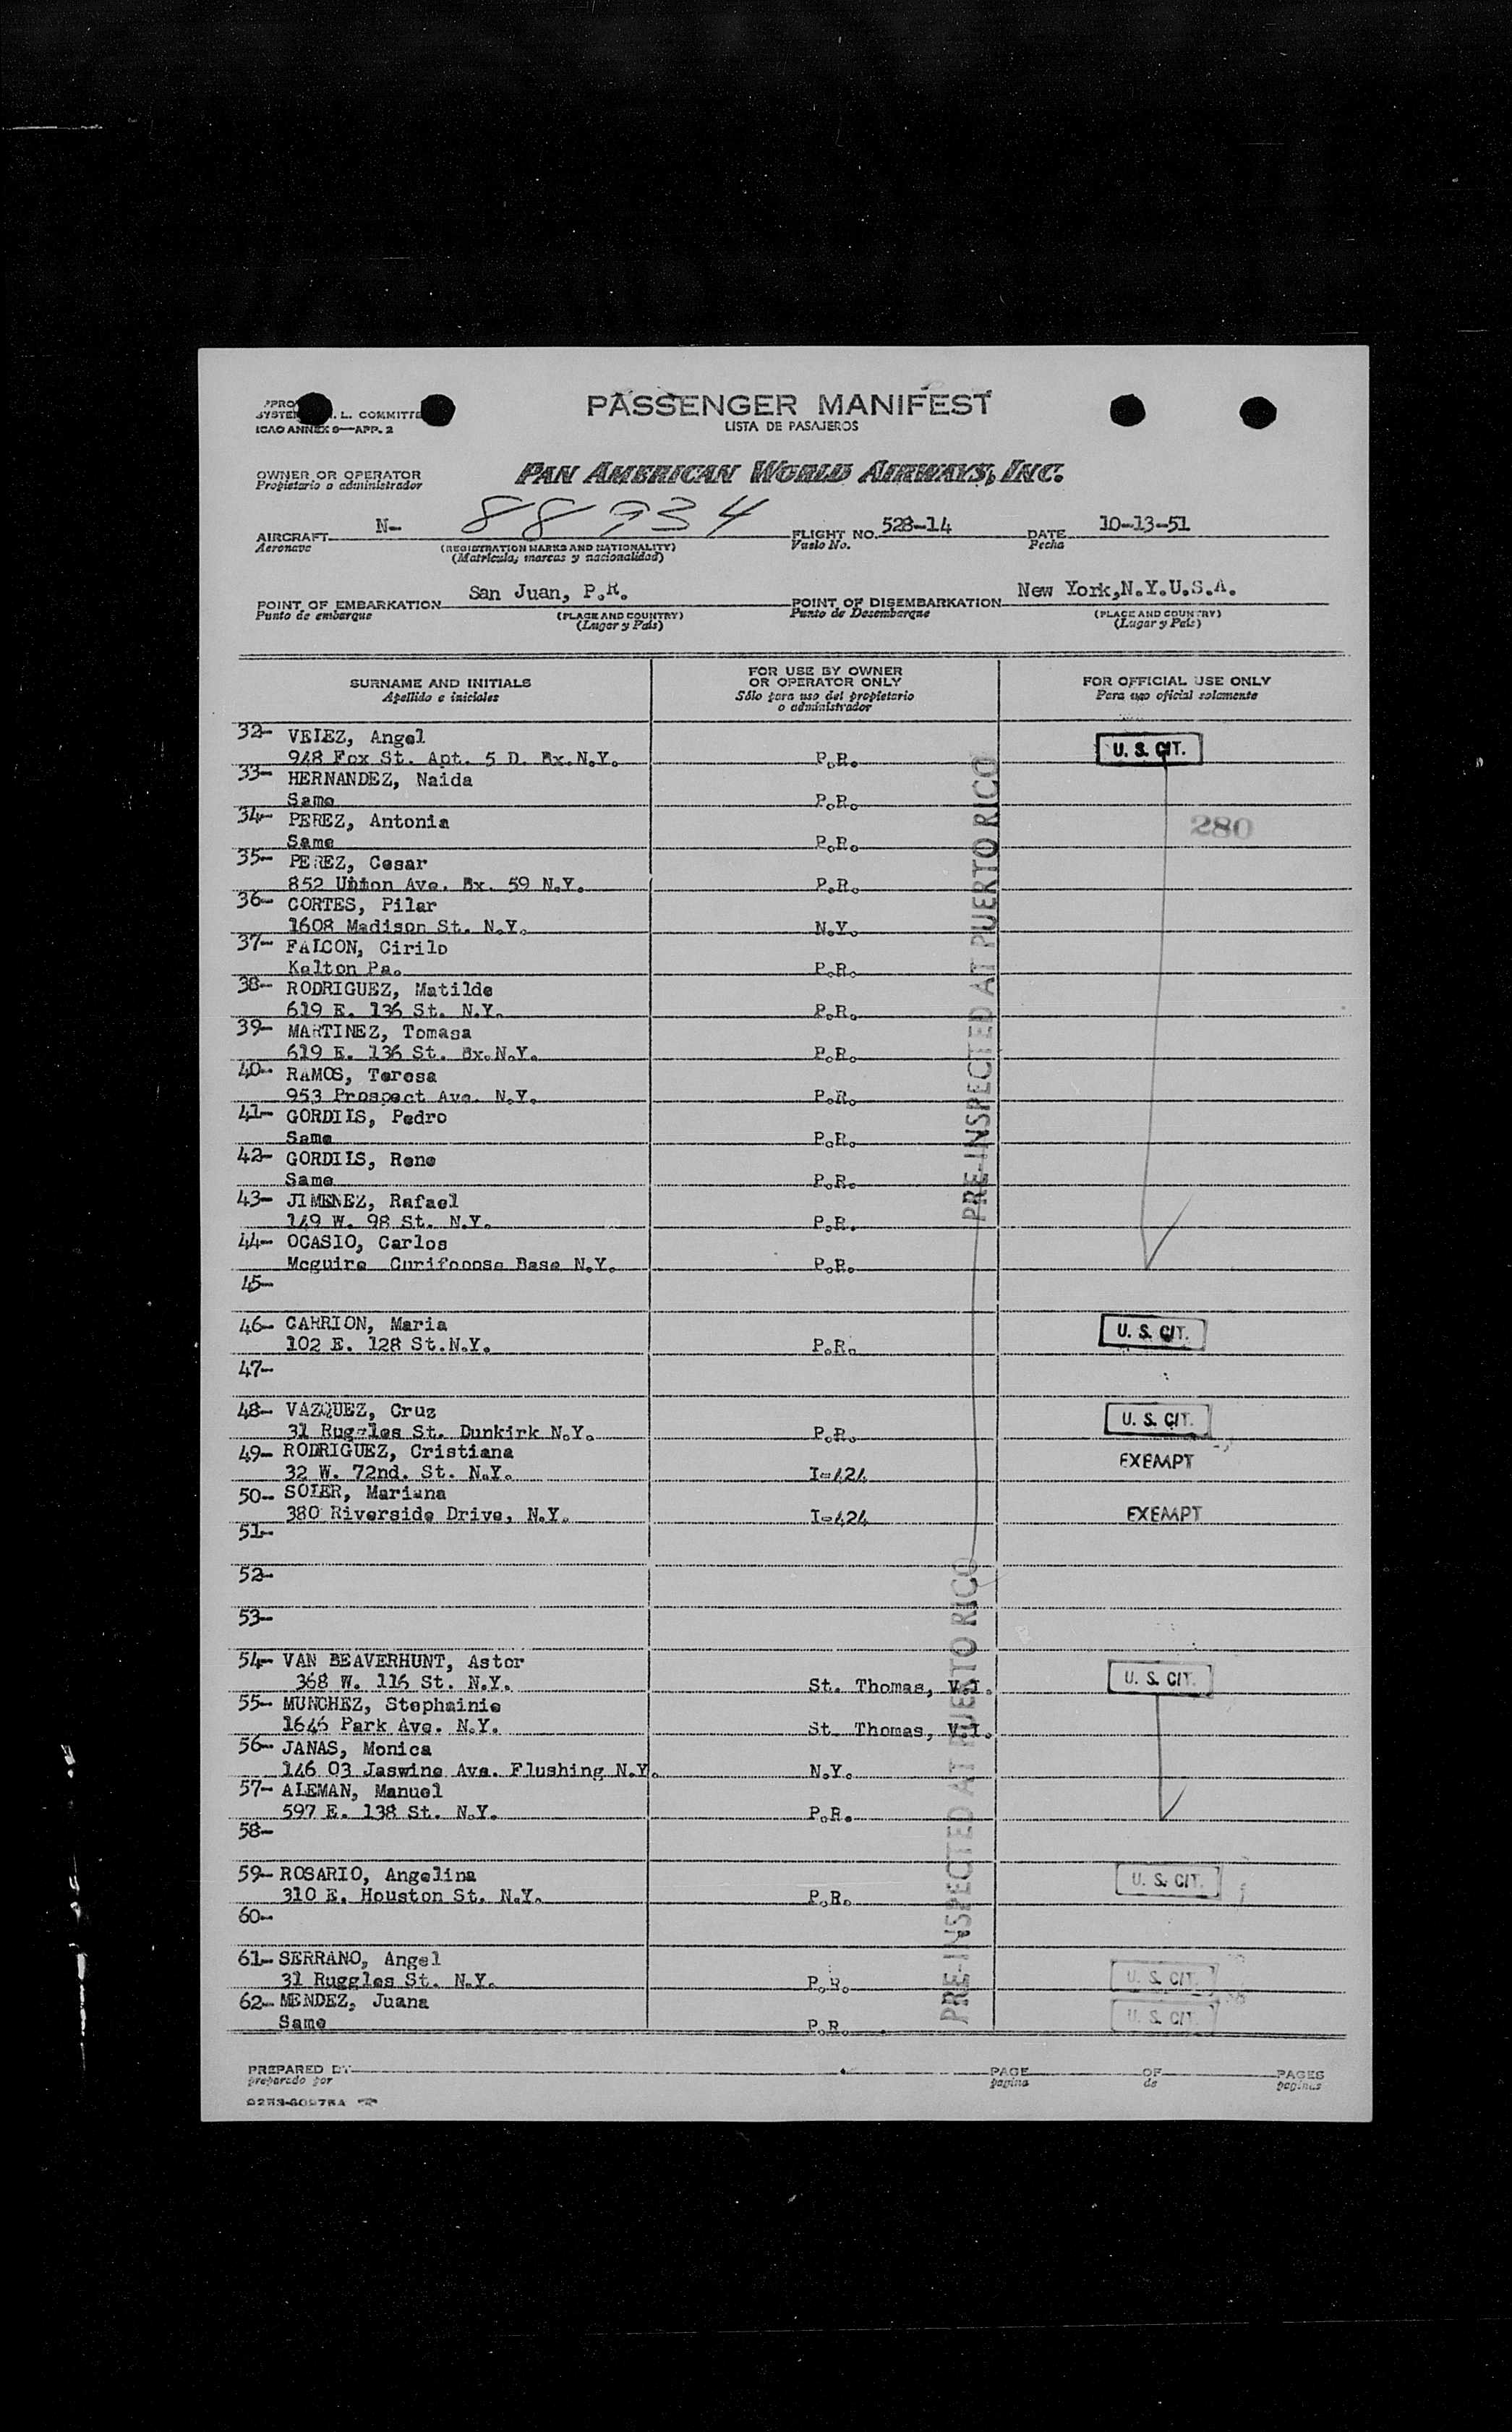 PASSENGER MANIFEST
LISTA DE PASAJEROS
L. COMMITTE
ICAO ANNEX 9—APP. 2
OWNER OR OPERATOR
Propietario o administrador
PAN AMERICAN WORLD AIRWAYS, INC.
AIRCRAFT N- 88934 FLIGHT NO. 528-14 DATE 10-13-51
Aeronave (REGISTRATION MARKS AND NATIONALITY) Vuelo No. Fecha
(Matricula, marcas y nacionalidad)
POINT OF EMBARKATION San Juan, P.R. POINT OF DISEMBARKATION New York,N.Y.U.S.A.
Punto de embarque (PLACE AND COUNTRY) Punto de Desembarque (PLACE AND COUNTRY)
(Lugar y País) (Lugar y País)
SURNAME AND INITIALS
Apellido e iniciales
FOR USE BY OWNER
OR OPERATOR ONLY
Sólo para uso del propietario
o administrador
FOR OFFICIAL USE ONLY
Para uso oficial solamente
32- VELEZ, Angel U. S. CIT.
948 Fox St. Apt. 5 D. Bx.N.Y. P.R.
33- HERNANDEZ, Naida
Same P.R.
34- PEREZ, Antonia 280
Same P.R.
35- PEREZ, Cesar
852 Union Ave. Bx. 59 N.Y. P.R.
36- CORTES, Pilar
1608 Madison St. N.Y. N.Y.
37- FALCON, Cirilo
Kelton Pa. P.R.
38- RODRIGUEZ, Matilde
619 E. 136 St. N.Y. P.R.
39- MARTINEZ, Tomasa
619 E. 136 St. Bx.N.Y. P.R.
40- RAMOS, Teresa
953 Prospect Ave. N.Y. P.R.
41- GORDILS, Pedro
Same P.R.
42- GORDILS, Rene
Same P.R.
43- JIMENEZ, Rafael
149 W. 98 St. N.Y. P.R.
44- OCASIO, Carlos
Mcguire Base N.Y. P.R.
45-
46- CARRION, Maria U. S. CIT.
102 E. 128 St.N.Y. P.R.
47-
48- VAZQUEZ, Cruz U. S. CIT.
31 Ruggles St. Dunkirk N.Y. P.R.
49- RODRIGUEZ, Cristiana EXEMPT
32 W. 72nd. St. N.Y. I-424
50- SOLER, Mariana
380 Riverside Drive, N.Y. I-424 EXEMPT
51-
52-
53-
54- VAN BEAVERHUNT, Astor U. S. CIT.
368 W. 116 St. N.Y. St. Thomas, V.I.
55- MUNCHEZ, Stephainie
1646 Park Ave. N.Y. St. Thomas, V.I.
56- JANAS, Monica
146 03 Jaswine Ave. Flushing N.Y. N.Y.
57- ALEMAN, Manuel
597 E. 138 St. N.Y. P.R.
58-
59- ROSARIO, Angelina U. S. CIT.
310 E. Houston St. N.Y. P.R.
60-
61- SERRANO, Angel
31 Ruggles St. N.Y. P.R. U. S. CIT.
62- MENDEZ, Juana
Same P.R. U. S. CIT.
PRE-INSPECTED AT PUERTO RICO
PRE-INSPECTED AT PUERTO RICO
PREPARED BY PAGE OF PAGES
preparado por pagina de paginas